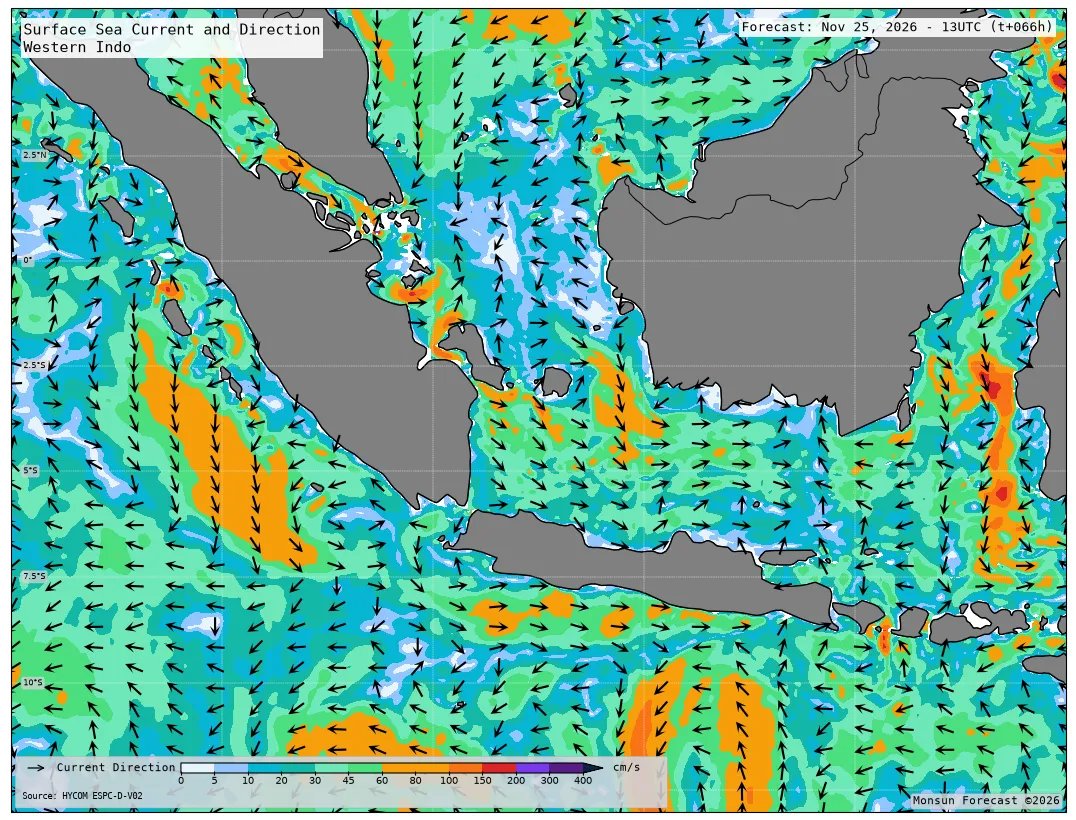 Surface Sea Current and Direction
Western Indo
Forecast: Nov 25, 2026 - 13UTC (t+066h)
2.5°N
0°
2.5°S
5°S
7.5°S
10°S
Current Direction
0 5 10 20 30 45 60 80 100 150 200 300 400
cm/s
Source: HYCOM ESPC-D-V02
Monsun Forecast ©2026